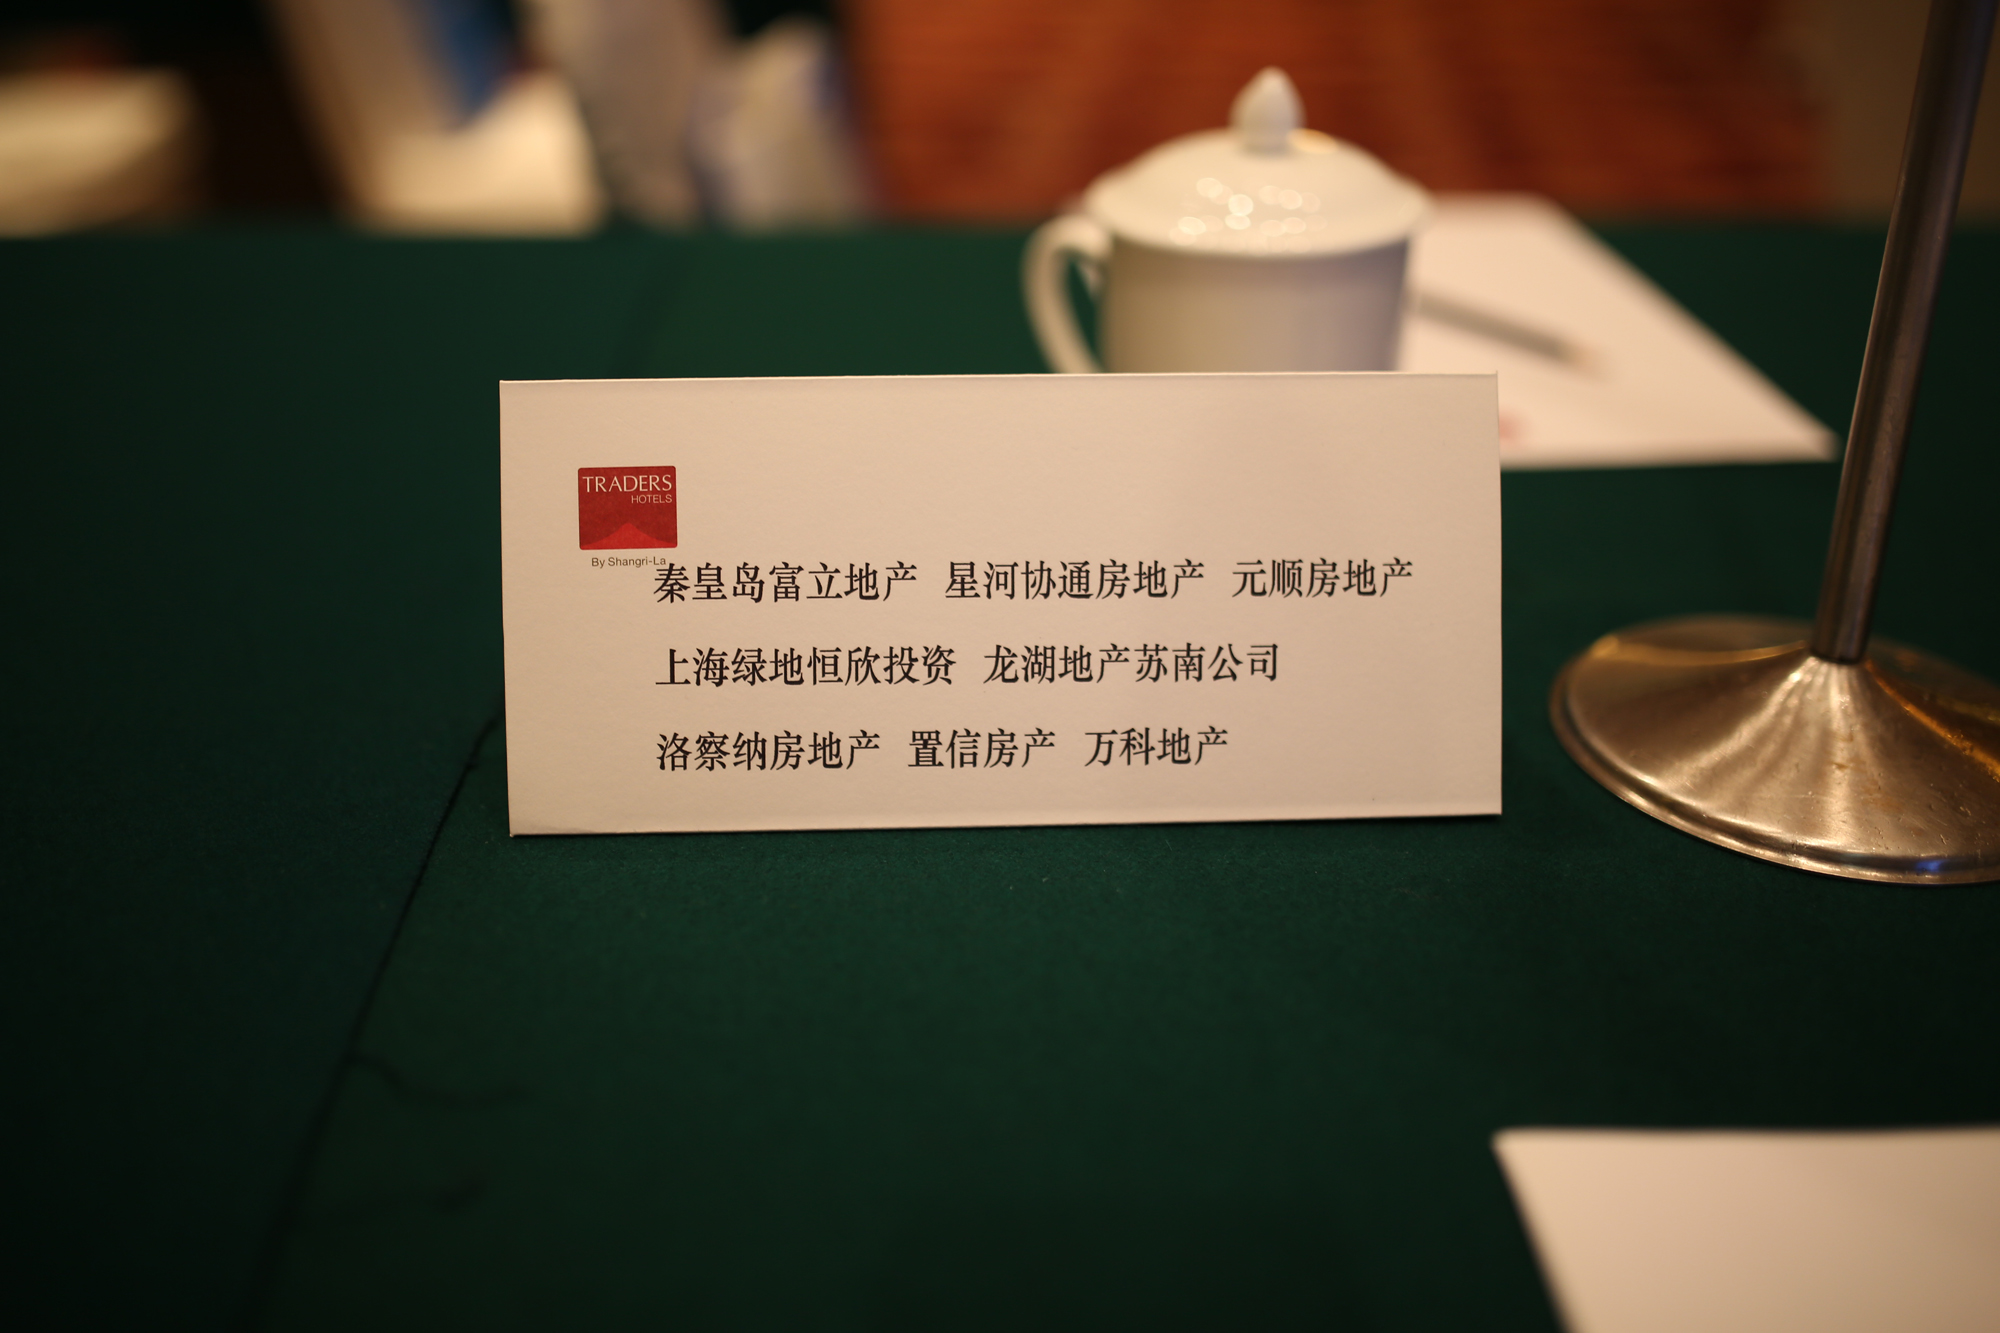 TRADERS
HOTELS
By Shangri-La
秦皇岛富立地产 星河协通房地产 元顺房地产
上海绿地恒欣投资 龙湖地产苏南公司
洛察纳房地产 置信房产 万科地产